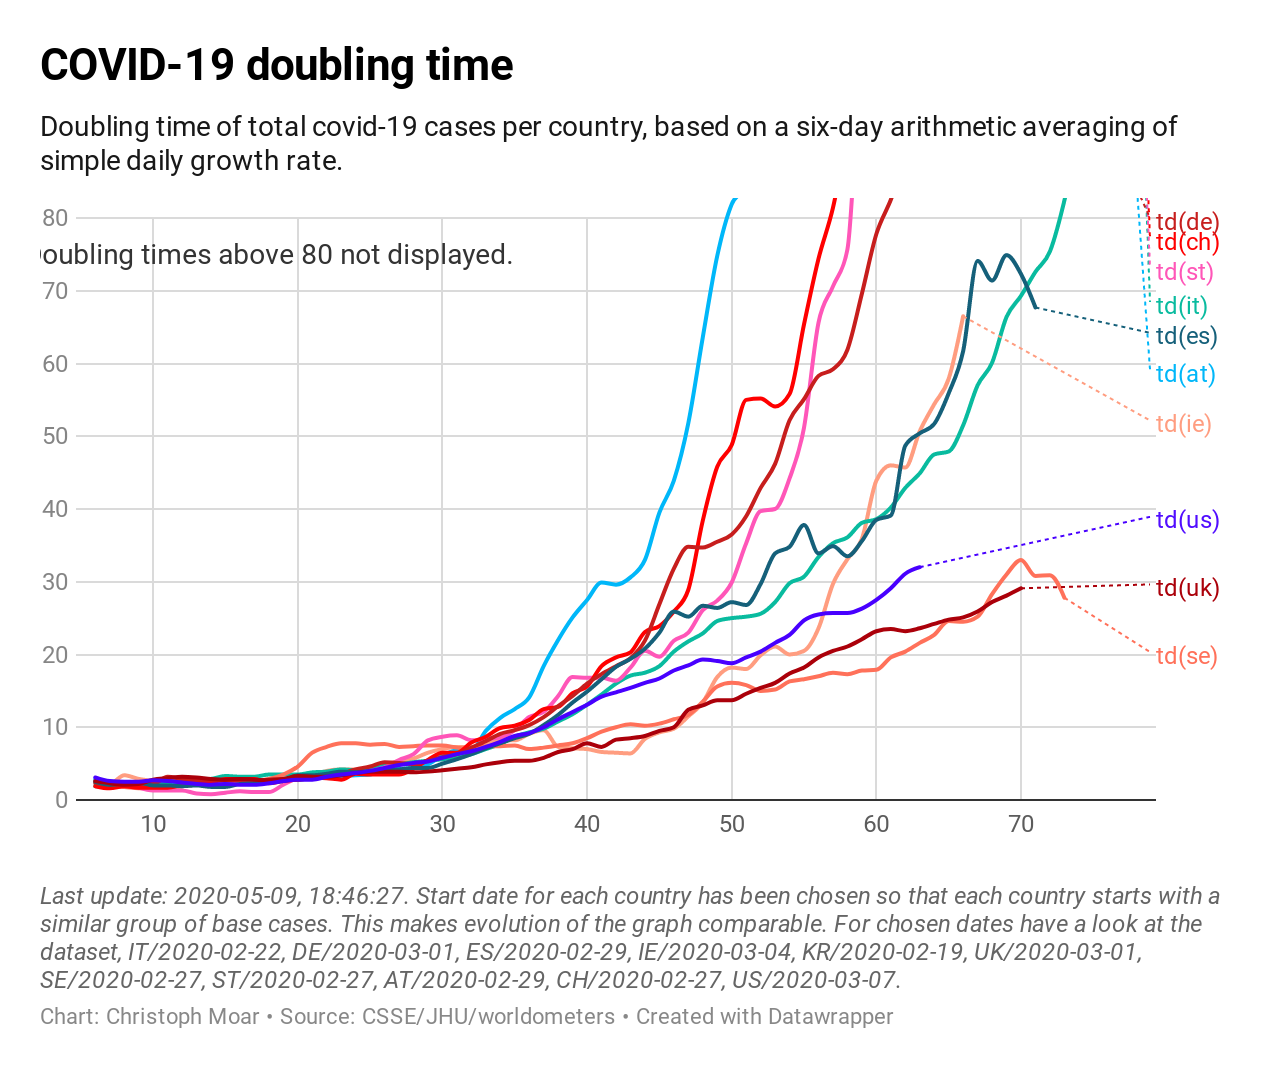 COVID-19 doubling time
Doubling time of total covid-19 cases per country, based on a six-day arithmetic averaging of
simple daily growth rate.
80
oubling times above 80 not displayed.
70
60
50
40
30
20
10
0
td(de)
td(ch)
td(st)
td(it)
td(es)
td(at)
td(ie)
td(us)
td(uk)
td(se)
10 20 30 40 50 60 70
Last update: 2020-05-09, 18:46:27. Start date for each country has been chosen so that each country starts with a
similar group of base cases. This makes evolution of the graph comparable. For chosen dates have a look at the
dataset, IT/2020-02-22, DE/2020-03-01, ES/2020-02-29, IE/2020-03-04, KR/2020-02-19, UK/2020-03-01,
SE/2020-02-27, ST/2020-02-27, AT/2020-02-29, CH/2020-02-27, US/2020-03-07.
Chart: Christoph Moar • Source: CSSE/JHU/worldometers • Created with Datawrapper